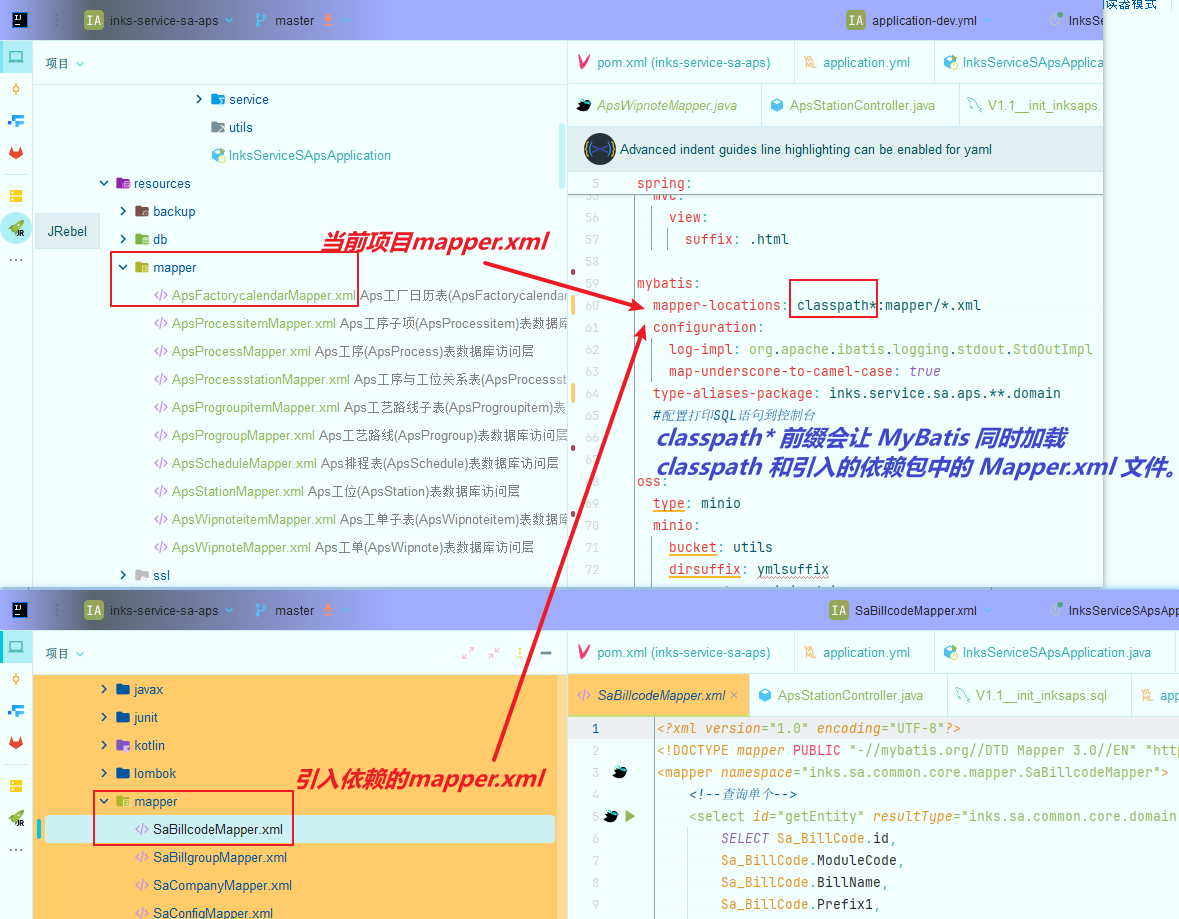 读器模式
IA inks-service-sa-aps master
IA application-dev.yml
项目
pom.xml (inks-service-sa-aps)
application.yml
InksServiceSApsApplica
ApsWipnoteMapper.java
ApsStationController.java
V1.1__init_inksaps.
Advanced indent guides line highlighting can be enabled for yaml
service
utils
InksServiceSApsApplication
resources
backup
JRebel
db
当前项目mapper.xml
mapper
ApsFactorycalendarMapper.xml Aps工厂日历表(ApsFactorycalendar
ApsProcessitemMapper.xml Aps工序子项(ApsProcessitem)表数据库
ApsProcessMapper.xml Aps工序(ApsProcess)表数据库访问层
ApsProcessstationMapper.xml Aps工序与工位关系表(ApsProcessst
ApsProgroupitemMapper.xml Aps工艺路线子表(ApsProgroupitem)表
ApsProgroupMapper.xml Aps工艺路线(ApsProgroup)表数据库访问层
ApsScheduleMapper.xml Aps排程表(ApsSchedule)表数据库访问层
ApsStationMapper.xml Aps工位(ApsStation)表数据库访问层
ApsWipnoteitemMapper.xml Aps工单子表(ApsWipnoteitem)表数据库
ApsWipnoteMapper.xml Aps工单(ApsWipnote)表数据库访问层
ssl
5 spring:
55 mvc:
56 view:
57 suffix: .html
58
59 mybatis:
60 mapper-locations: classpath*:mapper/*.xml
61 configuration:
62 log-impl: org.apache.ibatis.logging.stdout.StdOutImpl
63 map-underscore-to-camel-case: true
64 type-aliases-package: inks.service.sa.aps.**.domain
65 #配置打印SQL语句到控制台
66
classpath* 前缀会让 MyBatis 同时加载
67
classpath 和引入的依赖包中的 Mapper.xml 文件。
68 oss:
69 type: minio
70 minio:
71 bucket: utils
72 dirsuffix: ymlsuffix
IA inks-service-sa-aps master
IA SaBillcodeMapper.xml
InksServiceSApsApp
项目
pom.xml (inks-service-sa-aps)
application.yml
InksServiceSApsApplication.java
SaBillcodeMapper.xml
ApsStationController.java
V1.1__init_inksaps.sql
javax
junit
kotlin
lombok
引入依赖的mapper.xml
mapper
SaBillcodeMapper.xml
SaBillgroupMapper.xml
SaCompanyMapper.xml
SaConfigMapper.xml
1 <?xml version="1.0" encoding="UTF-8"?>
2 <!DOCTYPE mapper PUBLIC "-//mybatis.org//DTD Mapper 3.0//EN" "http
3 <mapper namespace="inks.sa.common.core.mapper.SaBillcodeMapper">
4 <!--查询单个-->
5 <select id="getEntity" resultType="inks.sa.common.core.domain
6 SELECT Sa_BillCode.id,
7 Sa_BillCode.ModuleCode,
8 Sa_BillCode.BillName,
9 Sa_BillCode.Prefix1,